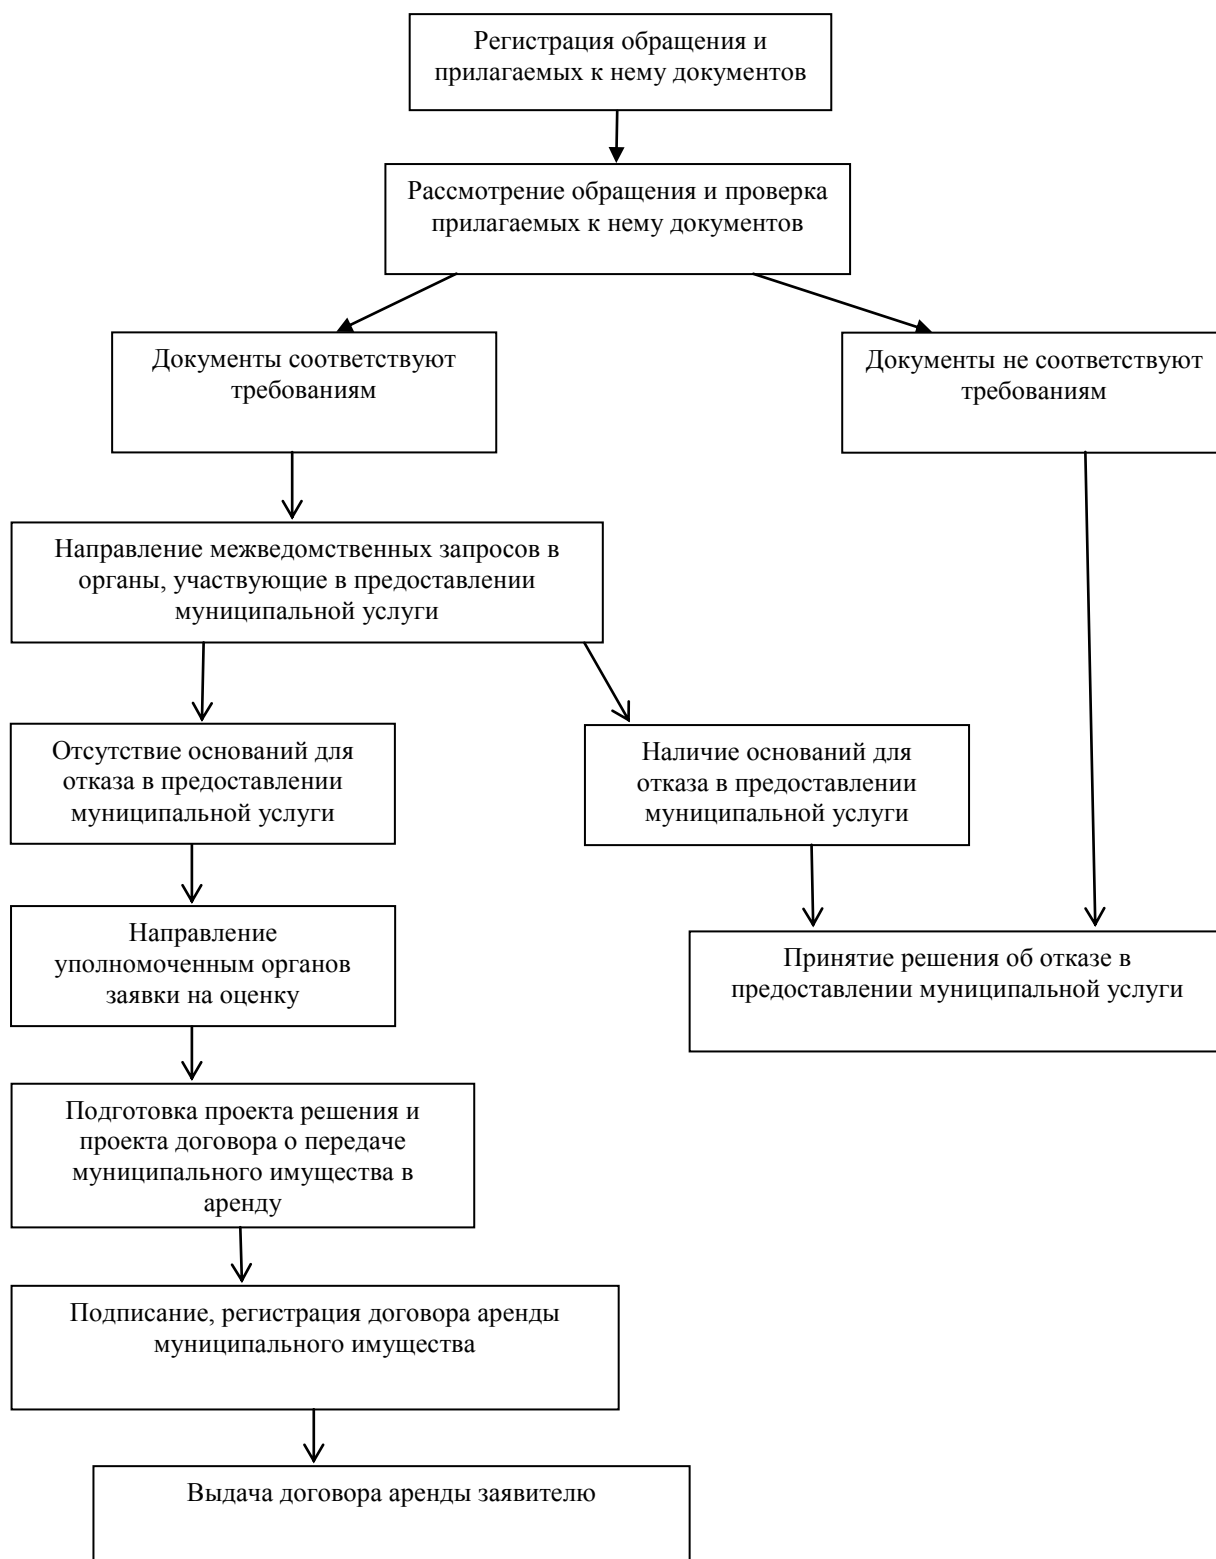 Регистрация обращения и
прилагаемых к нему документов
Рассмотрение обращения и проверка
прилагаемых к нему документов
Документы соответствуют
требованиям
Документы не соответствуют
требованиям
Направление межведомственных запросов в
органы, участвующие в предоставлении
муниципальной услуги
Отсутствие оснований для
отказа в предоставлении
муниципальной услуги
Наличие оснований для
отказа в предоставлении
муниципальной услуги
Направление
уполномоченным органов
заявки на оценку
Принятие решения об отказе в
предоставлении муниципальной услуги
Подготовка проекта решения и
проекта договора о передаче
муниципального имущества в
аренду
Подписание, регистрация договора аренды
муниципального имущества
Выдача договора аренды заявителю